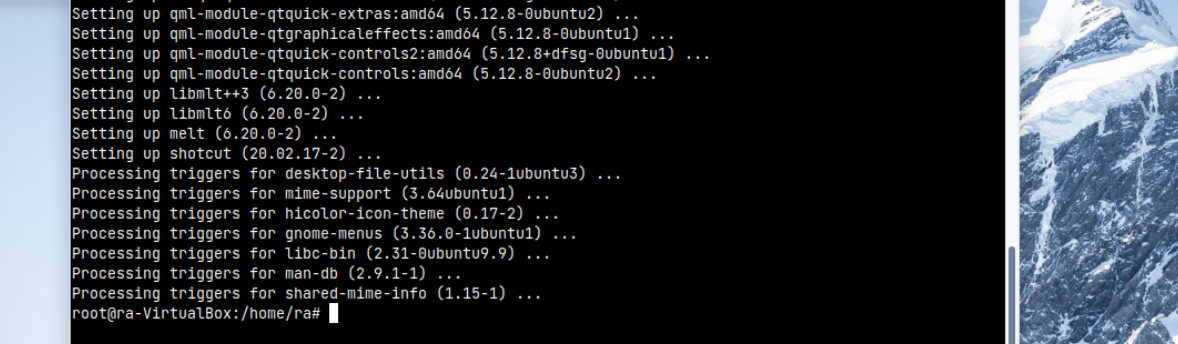 Setting up qml-module-qtquick-extras:amd64 (5.12.8-0ubuntu2) ...
Setting up qml-module-qtgraphicaleffects:amd64 (5.12.8-0ubuntu1) ...
Setting up qml-module-qtquick-controls2:amd64 (5.12.8+dfsg-0ubuntu1) ...
Setting up qml-module-qtquick-controls:amd64 (5.12.8-0ubuntu2) ...
Setting up libmlt++3 (6.20.0-2) ...
Setting up libmlt6 (6.20.0-2) ...
Setting up melt (6.20.0-2) ...
Setting up shotcut (20.02.17-2) ...
Processing triggers for desktop-file-utils (0.24-1ubuntu3) ...
Processing triggers for mime-support (3.64ubuntu1) ...
Processing triggers for hicolor-icon-theme (0.17-2) ...
Processing triggers for gnome-menus (3.36.0-1ubuntu1) ...
Processing triggers for libc-bin (2.31-0ubuntu9.9) ...
Processing triggers for man-db (2.9.1-1) ...
Processing triggers for shared-mime-info (1.15-1) ...
root@ra-VirtualBox:/home/ra#